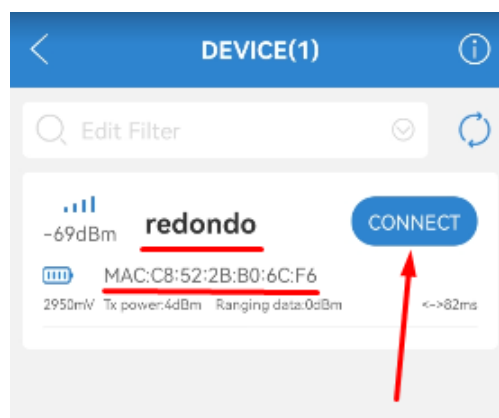 DEVICE(1)
Edit Filter
-69dBm redondo CONNECT
MAC:C8:52:2B:B0:6C:F6
2950mV Tx power:4dBm Ranging data:0dBm <->82ms